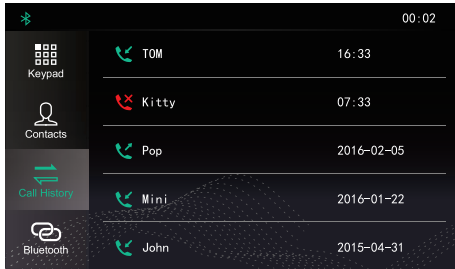 00:02
Keypad
TOM 16:33
Kitty 07:33
Contacts
Pop 2016-02-05
Call History
Mini 2016-01-22
Bluetooth
John 2015-04-31